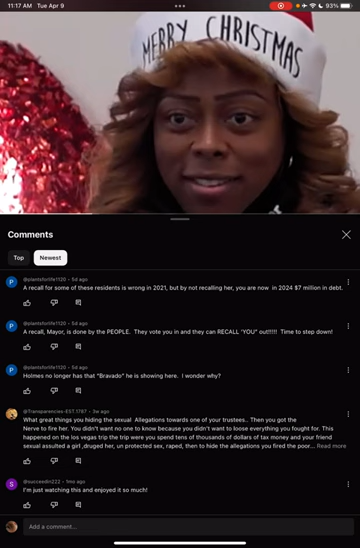 11:17 AM Tue Apr 9
93%
MERRY CHRISTMAS
Comments
Top
Newest
P
@plantsforlife1120 • 5d ago
A recall for some of these residents is wrong in 2021, but by not recalling her, you are now in 2024 $7 million in debt.
P
@plantsforlife1120 • 5d ago
A recall, Mayor, is done by the PEOPLE. They vote you in and they can RECALL 'YOU" out!!!!! Time to step down!
P
@plantsforlife1120 • 5d ago
Holmes no longer has that "Bravado" he is showing here. I wonder why?
@Transparencies-EST.1787 • 3w ago
What great things you hiding the sexual Allegations towards one of your trustees.. Then you got the
Nerve to fire her. You didn't want no one to know because you didn't want to loose everything you fought for. This
happened on the los vegas trip the trip were you spend tens of thousands of dollars of tax money and your friend
sexual assulted a girl ,druged her, un protected sex, raped, then to hide the allegations you fired the poor... Read more
S
@successdin222 • 1mo ago
I'm just watching this and enjoyed it so much!
Add a comment...